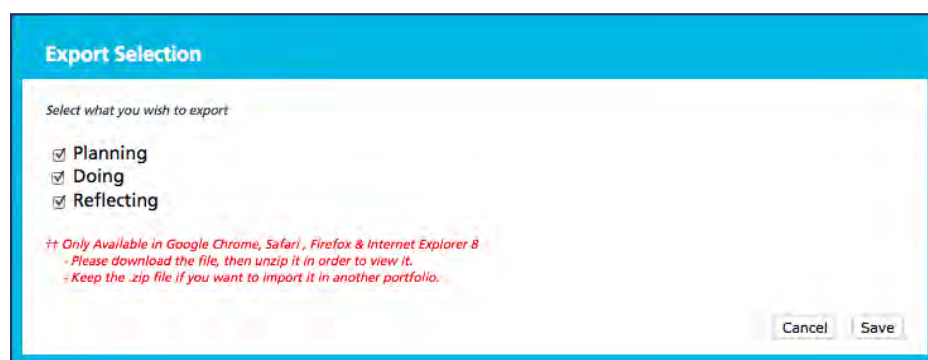 Export Selection
Select what you wish to export
Planning
Doing
Reflecting
†† Only Available in Google Chrome, Safari , Firefox & Internet Explorer 8
- Please download the file, then unzip it in order to view it.
- Keep the .zip file if you want to import it in another portfolio.
Cancel Save